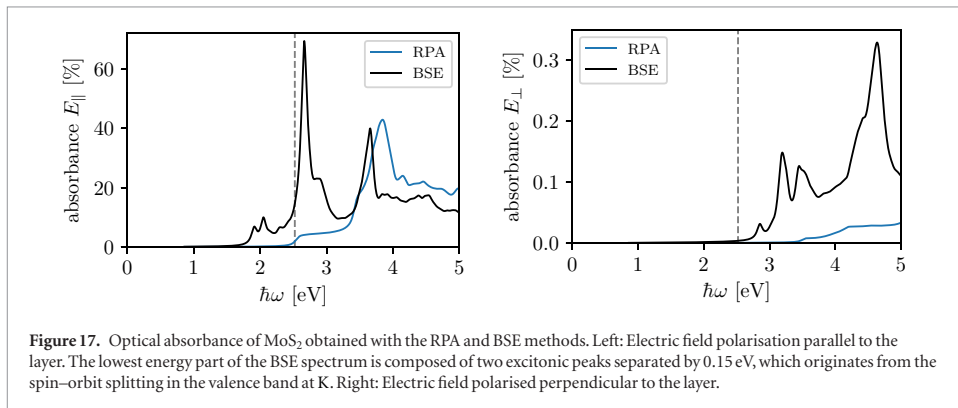 absorbance E∥ [%]
60
40
20
0
RPA
BSE
0 1 2 3 4 5
ħω [eV]
absorbance E⊥ [%]
0.3
0.2
0.1
0.0
RPA
BSE
0 1 2 3 4 5
ħω [eV]
Figure 17. Optical absorbance of MoS₂ obtained with the RPA and BSE methods. Left: Electric field polarisation parallel to the
layer. The lowest energy part of the BSE spectrum is composed of two excitonic peaks separated by 0.15 eV, which originates from the
spin–orbit splitting in the valence band at K. Right: Electric field polarised perpendicular to the layer.